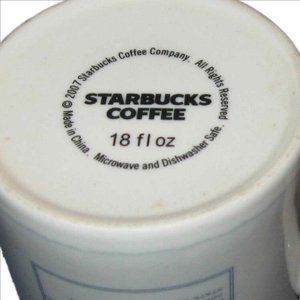 © 2007 Starbucks Coffee Company. All Rights Reserved
STARBUCKS
COFFEE
18 fl oz
Made in China. Microwave and Dishwasher Safe